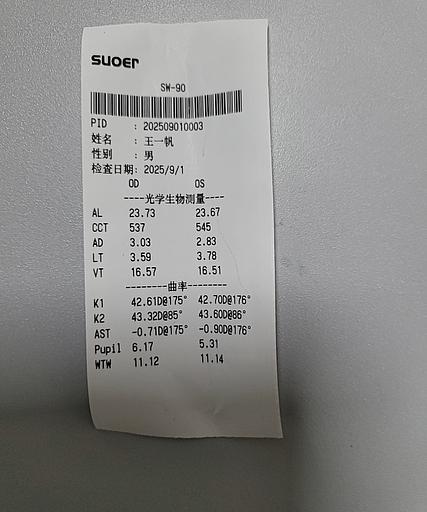 suoer
SW-90
PID : 202509010003
姓名 : 王一帆
性别 : 男
检查日期: 2025/9/1
OD OS
----光学生物测量----
AL 23.73 23.67
CCT 537 545
AD 3.03 2.83
LT 3.59 3.78
VT 16.57 16.51
--------曲率--------
K1 42.61D@175° 42.70D@176°
K2 43.32D@85° 43.60D@86°
AST -0.71D@175° -0.90D@176°
Pupil 6.17 5.31
WTW 11.12 11.14